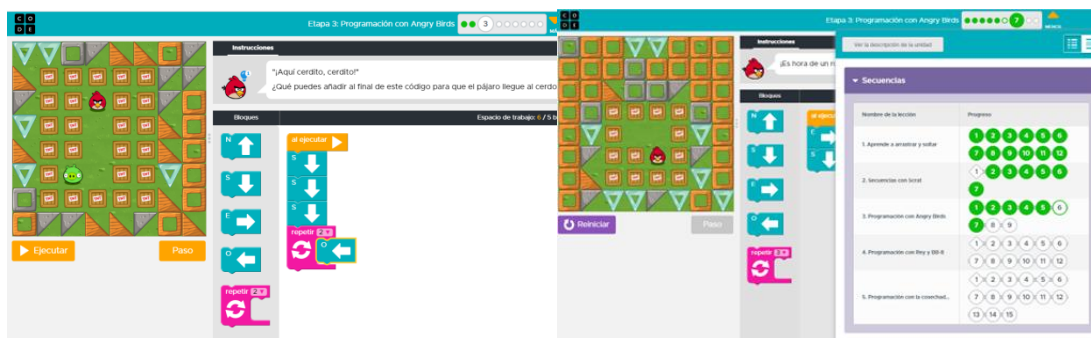 C O
D E
Etapa 3: Programación con Angry Birds
3
Instrucciones
"¡Aquí cerdito, cerdito!"
¿Qué puedes añadir al final de este código para que el pájaro llegue al cerdo
Bloques
Espacio de trabajo: 6 / 5 b
N
S
E
O
repetir 2
al ejecutar
S
S
S
repetir 2
O
Ejecutar
Paso
C O
D E
Etapa 3: Programación con Angry Birds
7
Instrucciones
¡Es hora de un n
Bloques
N
S
E
O
repetir 2
al ejecu
E
S
Reiniciar
Paso
Ver la descripción de la unidad
Secuencias
Nombre de la lección Progreso
1. Aprende a arrastrar y soltar
1 2 3 4 5 6
7 8 9 10 11 12
2. Secuencias con Scrat
1 2 3 4 5 6
7
3. Programación con Angry Birds
1 2 3 4 5 6
7 8 9
4. Programación con Rey y BB-8
1 2 3 4 5 6
7 8 9 10 11 12
5. Programación con la cosechad...
1 2 3 4 5 6
7 8 9 10 11 12
13 14 15